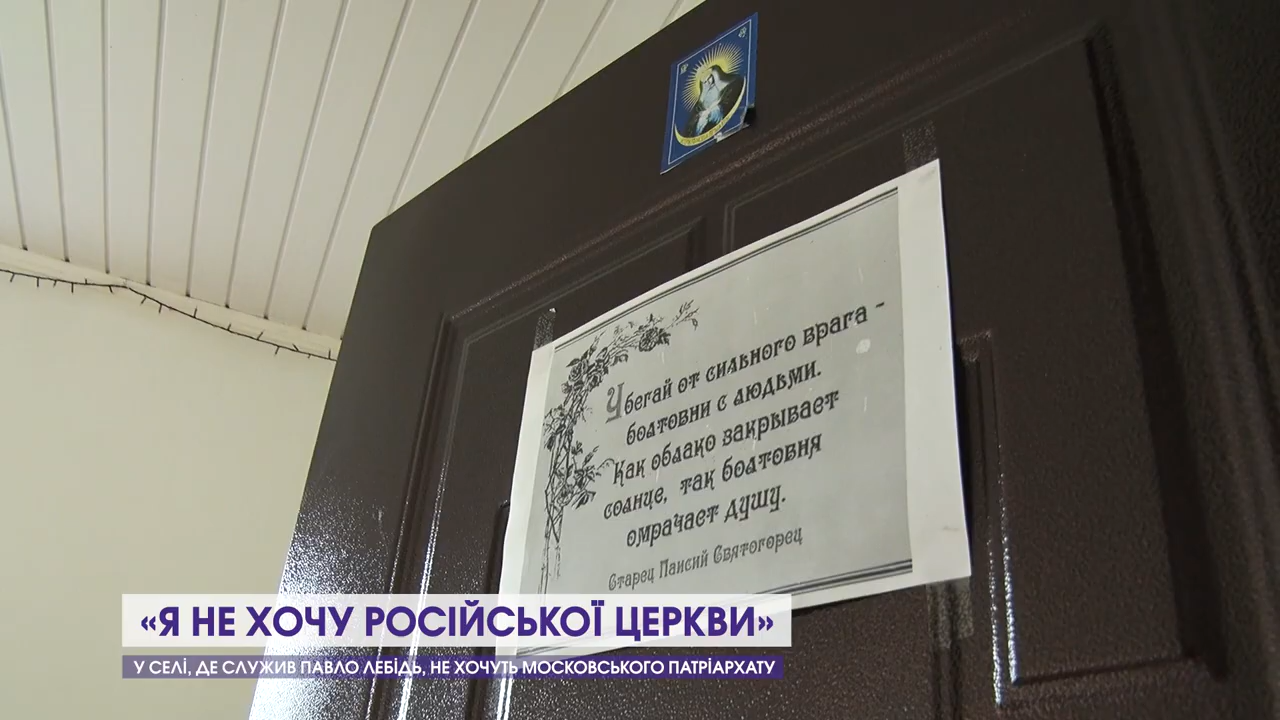 Убегай от сильного врага -
болтовни с людьми.
Как облако закрывает
солнце, так болтовня
омрачает душу.
Старец Паисий Святогорец
«Я НЕ ХОЧУ РОСІЙСЬКОЇ ЦЕРКВИ»
У СЕЛІ, ДЕ СЛУЖИВ ПАВЛО ЛЕБІДЬ, НЕ ХОЧУТЬ МОСКОВСЬКОГО ПАТРІАРХАТУ